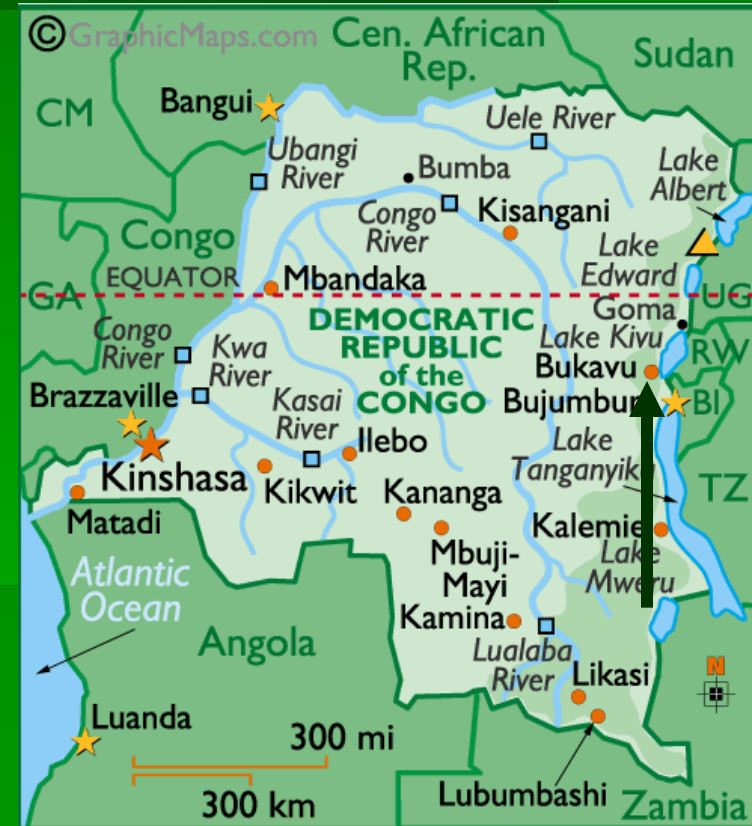 ©GraphicMaps.com
Cen. African
Rep.
Sudan
CM
Bangui
Uele River
Ubangi
River
Bumba
Lake
Albert
Congo
River
Kisangani
Congo
Lake
Edward
EQUATOR
Mbandaka
GA
UG
Goma
DEMOCRATIC
REPUBLIC
of the
CONGO
Congo
River
Kwa
River
Lake Kivu
RW
Bukavu
Brazzaville
Kasai
River
Bujumbur
BI
Ilebo
Lake
Tanganyik
Kinshasa
Kikwit
Kananga
TZ
Matadi
Kalemie
Mbuji-
Mayi
Lake
Mweru
Atlantic
Ocean
Kamina
Angola
Lualaba
River
Likasi
N
Luanda
300 mi
300 km
Lubumbashi
Zambia